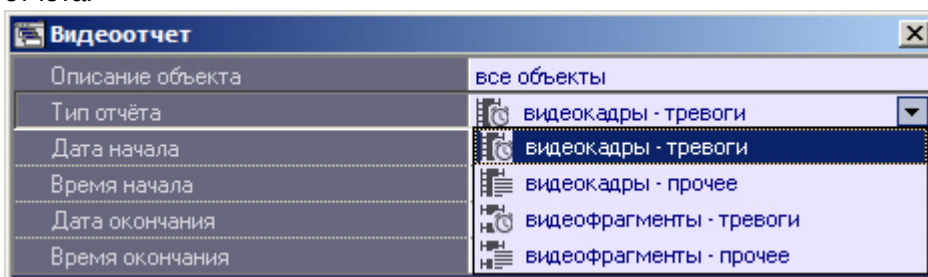 Видеоотчет
Описание объекта все объекты
Тип отчёта видеокадры - тревоги
Дата начала видеокадры - тревоги
Время начала видеокадры - прочее
Дата окончания видеофрагменты - тревоги
Время окончания видеофрагменты - прочее